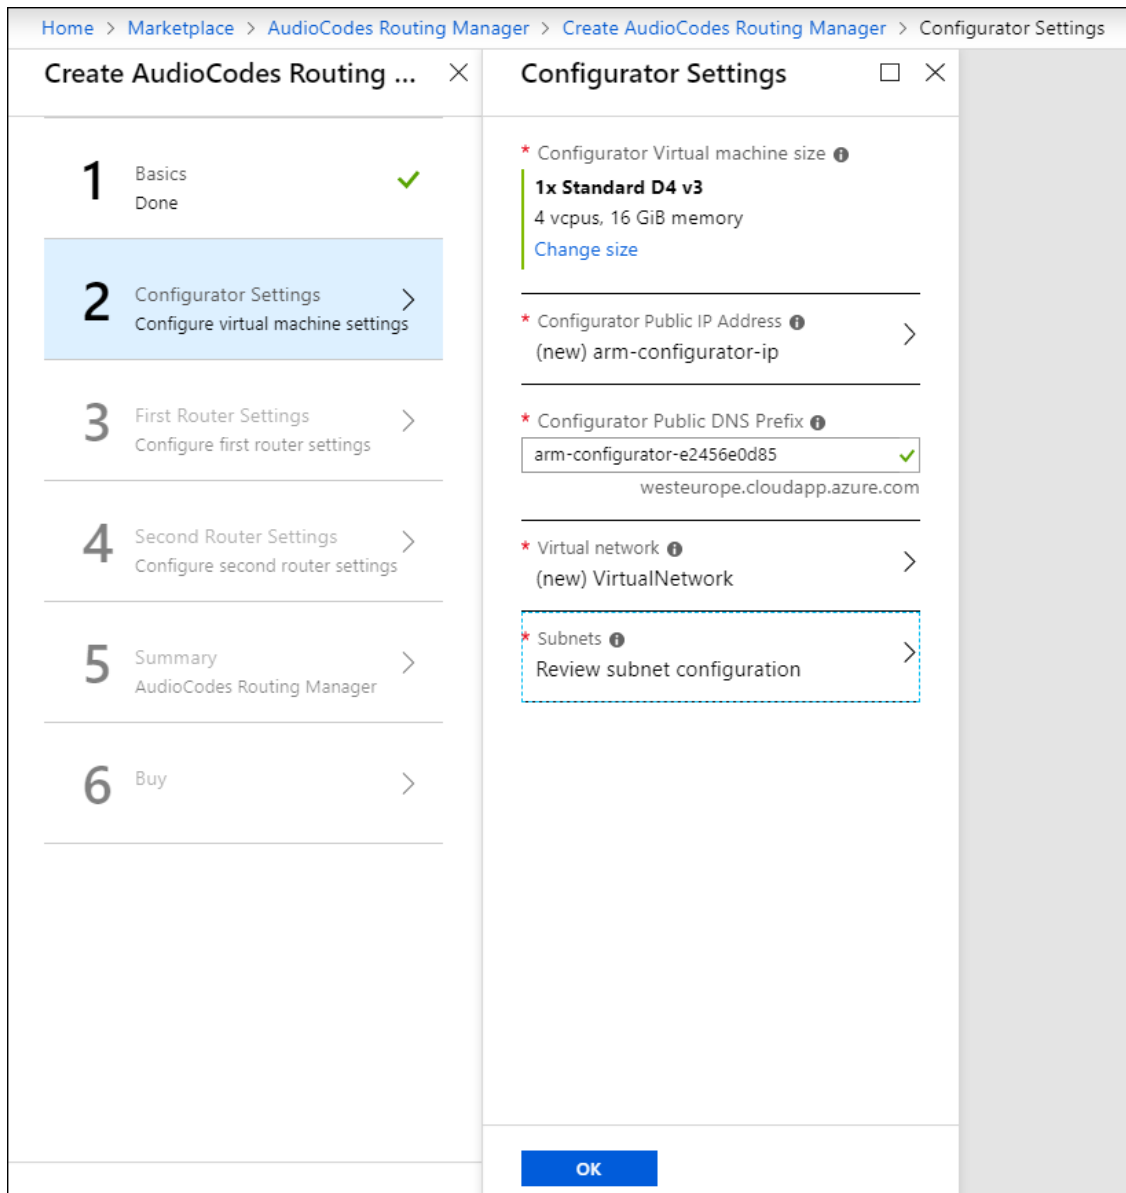 Home > Marketplace > AudioCodes Routing Manager > Create AudioCodes Routing Manager > Configurator Settings
Create AudioCodes Routing ...
1
Basics
Done
2
Configurator Settings
Configure virtual machine settings
3
First Router Settings
Configure first router settings
4
Second Router Settings
Configure second router settings
5
Summary
AudioCodes Routing Manager
6
Buy
Configurator Settings
* Configurator Virtual machine size
1x Standard D4 v3
4 vcpus, 16 GiB memory
Change size
* Configurator Public IP Address
(new) arm-configurator-ip
* Configurator Public DNS Prefix
arm-configurator-e2456e0d85
westeurope.cloudapp.azure.com
* Virtual network
(new) VirtualNetwork
* Subnets
Review subnet configuration
OK